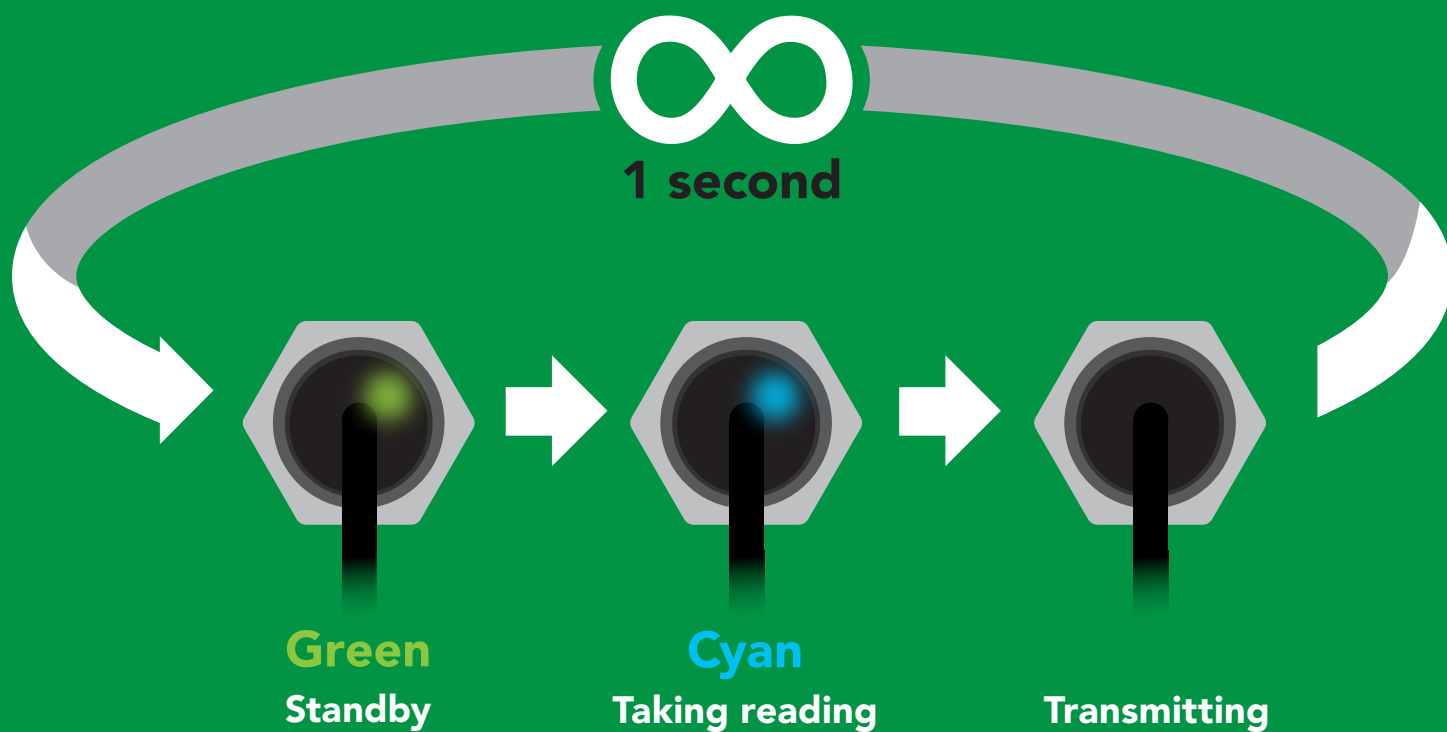 1 second
Green
Standby
Cyan
Taking reading
Transmitting